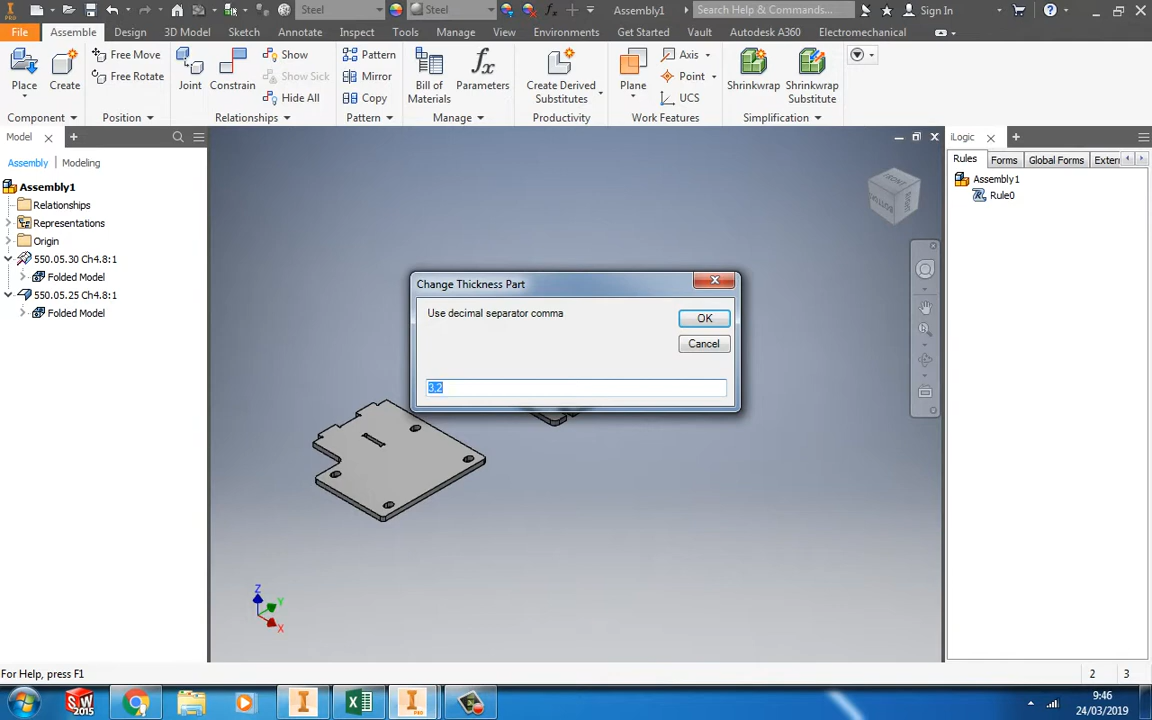 Steel
Steel
Assembly1
Search Help & Commands...
Sign In
File
Assemble
Design
3D Model
Sketch
Annotate
Inspect
Tools
Manage
View
Environments
Get Started
Vault
Autodesk A360
Electromechanical
Place
Create
Free Move
Free Rotate
Joint
Constrain
Show
Show Sick
Hide All
Pattern
Mirror
Copy
Bill of
Materials
fx
Parameters
Create Derived
Substitutes
Plane
Axis
Point
UCS
Shrinkwrap
Shrinkwrap
Substitute
Component
Position
Relationships
Pattern
Manage
Productivity
Work Features
Simplification
Model
Assembly
Modeling
Assembly1
Relationships
Representations
Origin
550.05.30 Ch4.8:1
Folded Model
550.05.25 Ch4.8:1
Folded Model
FRONT
BOTTOM
Change Thickness Part
Use decimal separator comma
OK
Cancel
3,2
Z
Y
X
iLogic
Rules
Forms
Global Forms
Extern
Assembly1
Rule0
For Help, press F1
2
3
SW
2015
I
PRO
9:46
24/03/2019